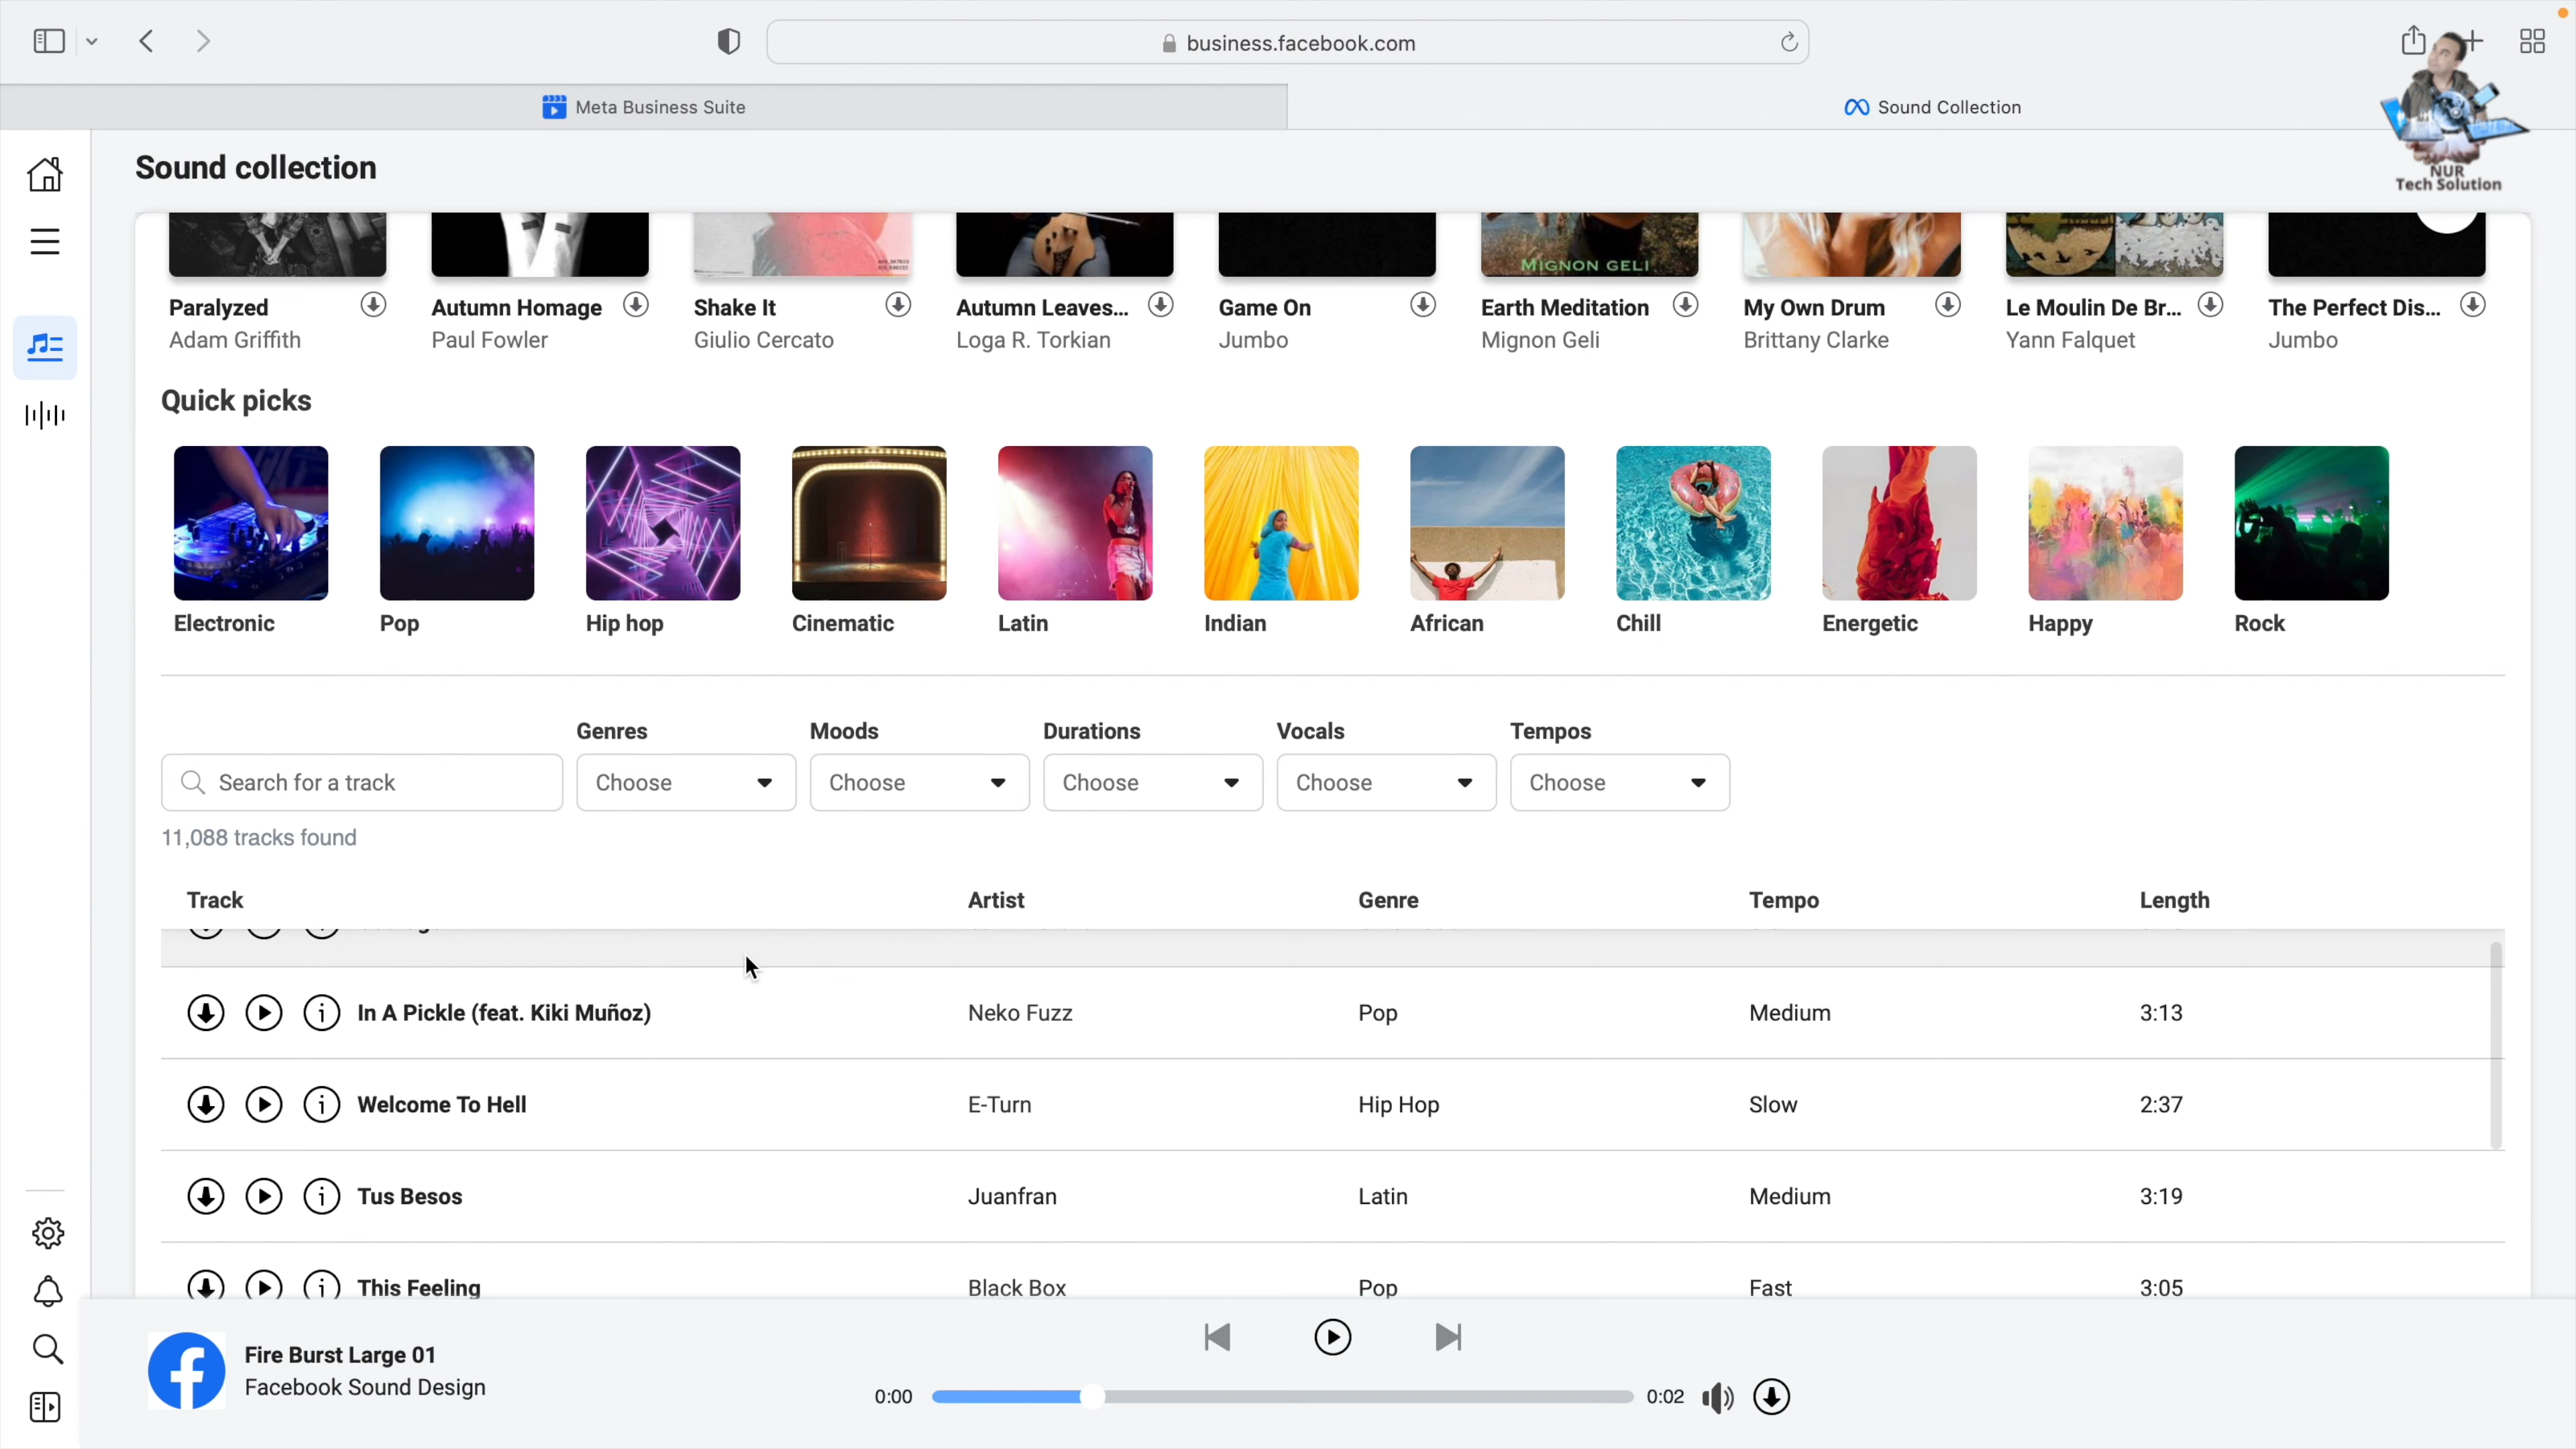 business.facebook.com
Meta Business Suite
Sound Collection
NUR
Tech Solution
Sound collection
MIGNON GELI
Paralyzed
Adam Griffith
Autumn Homage
Paul Fowler
Shake It
Giulio Cercato
Autumn Leaves...
Loga R. Torkian
Game On
Jumbo
Earth Meditation
Mignon Geli
My Own Drum
Brittany Clarke
Le Moulin De Br...
Yann Falquet
The Perfect Dis...
Jumbo
Quick picks
Electronic
Pop
Hip hop
Cinematic
Latin
Indian
African
Chill
Energetic
Happy
Rock
Search for a track
Genres
Choose
Moods
Choose
Durations
Choose
Vocals
Choose
Tempos
Choose
11,088 tracks found
Track Artist Genre Tempo Length
In A Pickle (feat. Kiki Muñoz) Neko Fuzz Pop Medium 3:13
Welcome To Hell E-Turn Hip Hop Slow 2:37
Tus Besos Juanfran Latin Medium 3:19
This Feeling Black Box Pop Fast 3:05
Fire Burst Large 01
Facebook Sound Design
0:00 0:02